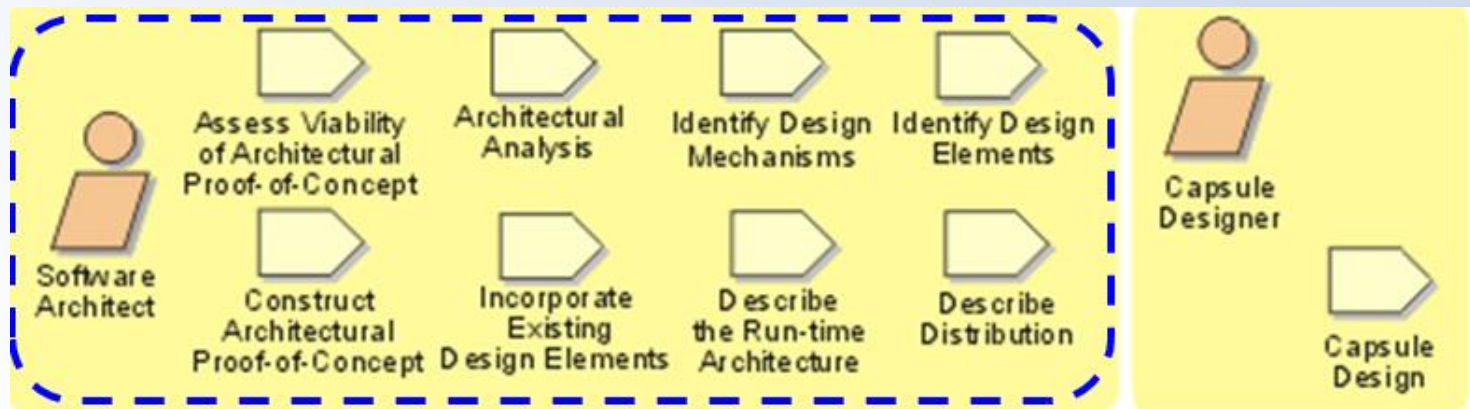 Software
Architect
Assess Viability
of Architectural
Proof-of-Concept
Architectural
Analysis
Identify Design
Mechanisms
Identify Design
Elements
Construct
Architectural
Proof-of-Concept
Incorporate
Existing
Design Elements
Describe
the Run-time
Architecture
Describe
Distribution
Capsule
Designer
Capsule
Design